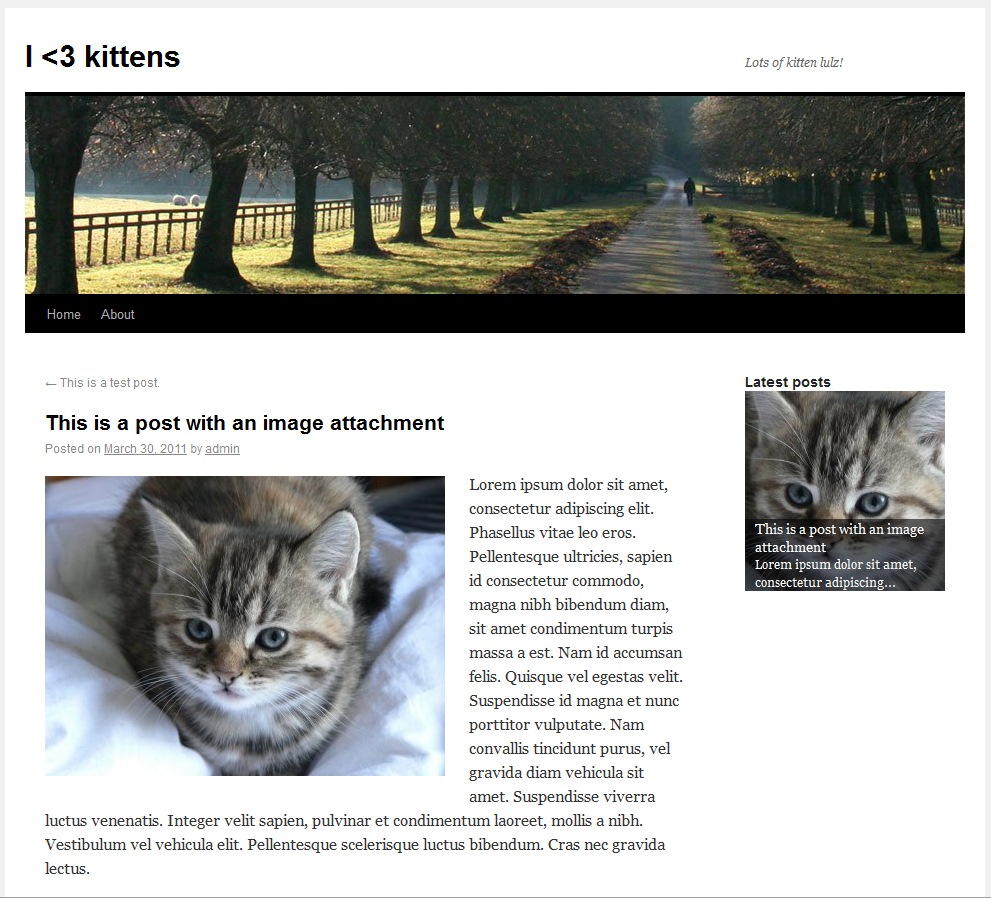 I <3 kittens
Lots of kitten lulz!
Home About
← This is a test post.
This is a post with an image attachment
Posted on March 30, 2011 by admin
Lorem ipsum dolor sit amet,
consectetur adipiscing elit.
Phasellus vitae leo eros.
Pellentesque ultricies, sapien
id consectetur commodo,
magna nibh bibendum diam,
sit amet condimentum turpis
massa a est. Nam id accumsan
felis. Quisque vel egestas velit.
Suspendisse id magna et nunc
porttitor vulputate. Nam
convallis tincidunt purus, vel
gravida diam vehicula sit
amet. Suspendisse viverra
luctus venenatis. Integer velit sapien, pulvinar et condimentum laoreet, mollis a nibh.
Vestibulum vel vehicula elit. Pellentesque scelerisque luctus bibendum. Cras nec gravida
lectus.
Latest posts
This is a post with an image
attachment
Lorem ipsum dolor sit amet,
consectetur adipiscing...